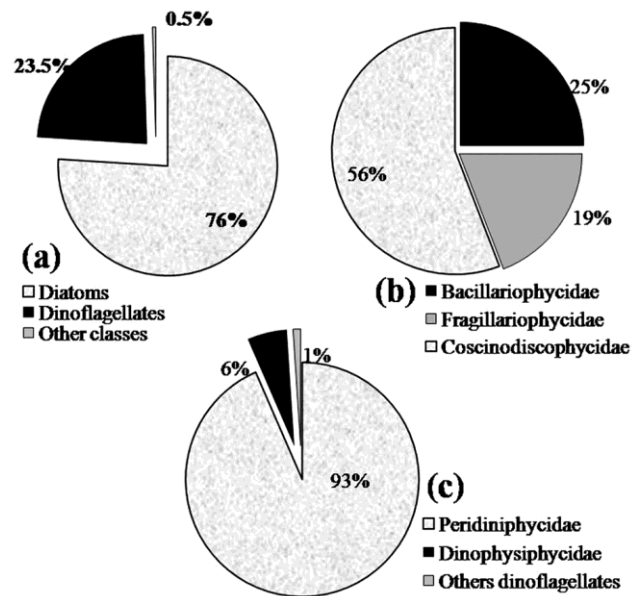 0.5%
23.5%
76%
(a)
Diatoms
Dinoflagellates
Other classes
25%
56%
19%
(b)
Bacillariophycidae
Fragillariophycidae
Coscinodiscophycidae
6%
1%
93%
(c)
Peridiniphycidae
Dinophysiphycidae
Others dinoflagellates